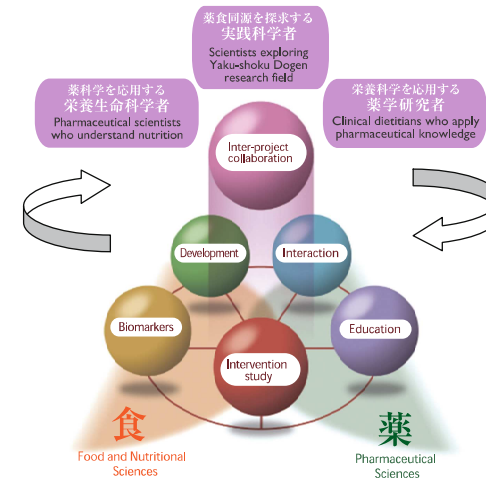 薬食同源を探求する
実践科学者
Scientists exploring
Yaku-shoku Dogen
research field
薬科学を応用する
栄養生命科学者
Pharmaceutical scientists
who understand nutrition
栄養科学を応用する
薬学研究者
Clinical dietitians who apply
pharmaceutical knowledge
Inter-project
collaboration
Development
Interaction
Biomarkers
Education
Intervention
study
食
Food and Nutritional
Sciences
薬
Pharmaceutical
Sciences